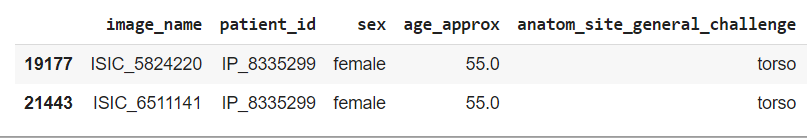 image_name patient_id sex age_approx anatom_site_general_challenge
19177 ISIC_5824220 IP_8335299 female 55.0 torso
21443 ISIC_6511141 IP_8335299 female 55.0 torso